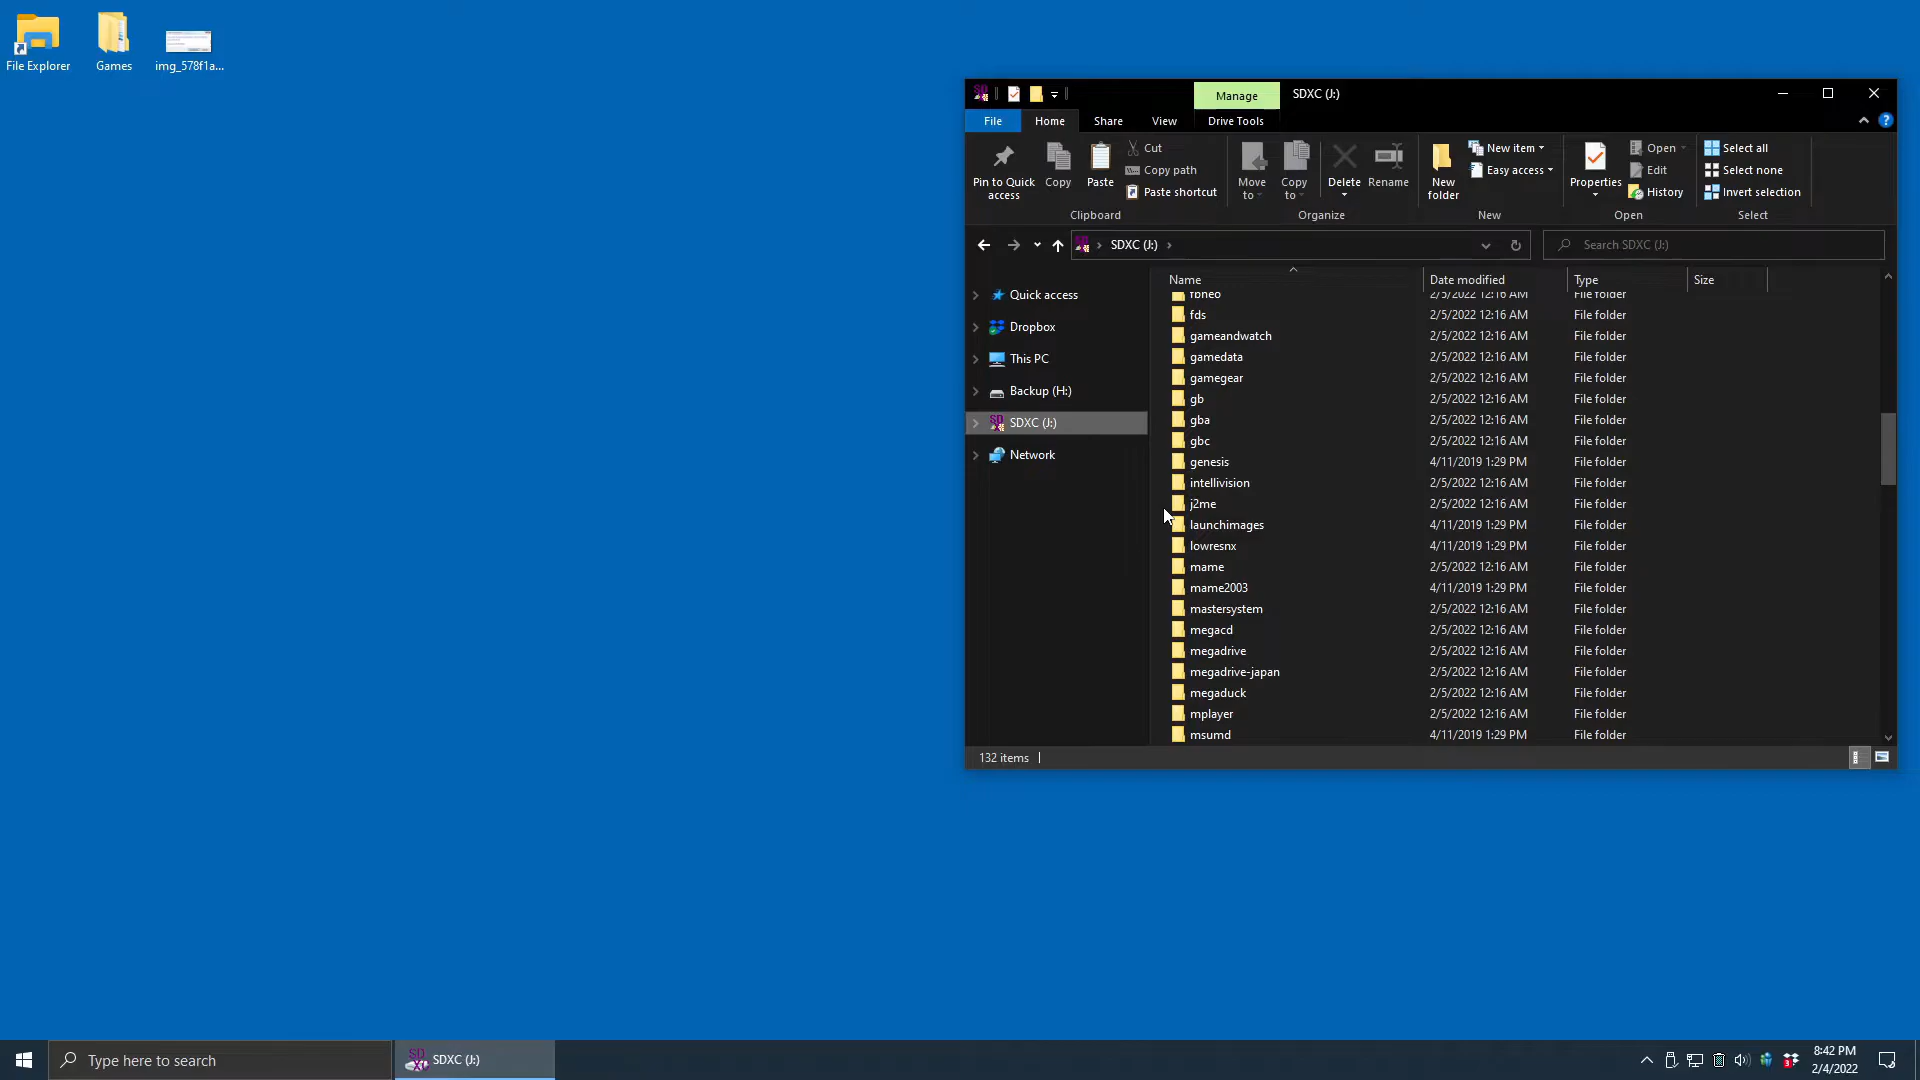 File Explorer
Games
img_578f1a...
Manage
SDXC (J:)
File
Home
Share
View
Drive Tools
Pin to Quick access
Copy
Paste
Cut
Copy path
Paste shortcut
Clipboard
Move to
Copy to
Delete
Rename
Organize
New folder
New item
Easy access
New
Properties
Open
Edit
History
Open
Select all
Select none
Invert selection
Select
SDXC (J:)
Search SDXC (J:)
Quick access
Dropbox
This PC
Backup (H:)
SDXC (J:)
Network
Name Date modified Type Size
fbneo 2/5/2022 12:16 AM File folder
fds 2/5/2022 12:16 AM File folder
gameandwatch 2/5/2022 12:16 AM File folder
gamedata 2/5/2022 12:16 AM File folder
gamegear 2/5/2022 12:16 AM File folder
gb 2/5/2022 12:16 AM File folder
gba 2/5/2022 12:16 AM File folder
gbc 2/5/2022 12:16 AM File folder
genesis 4/11/2019 1:29 PM File folder
intellivision 2/5/2022 12:16 AM File folder
j2me 2/5/2022 12:16 AM File folder
launchimages 4/11/2019 1:29 PM File folder
lowresnx 4/11/2019 1:29 PM File folder
mame 2/5/2022 12:16 AM File folder
mame2003 4/11/2019 1:29 PM File folder
mastersystem 2/5/2022 12:16 AM File folder
megacd 2/5/2022 12:16 AM File folder
megadrive 2/5/2022 12:16 AM File folder
megadrive-japan 2/5/2022 12:16 AM File folder
megaduck 2/5/2022 12:16 AM File folder
mplayer 2/5/2022 12:16 AM File folder
msumd 4/11/2019 1:29 PM File folder
132 items
Type here to search
SDXC (J:)
8:42 PM
2/4/2022